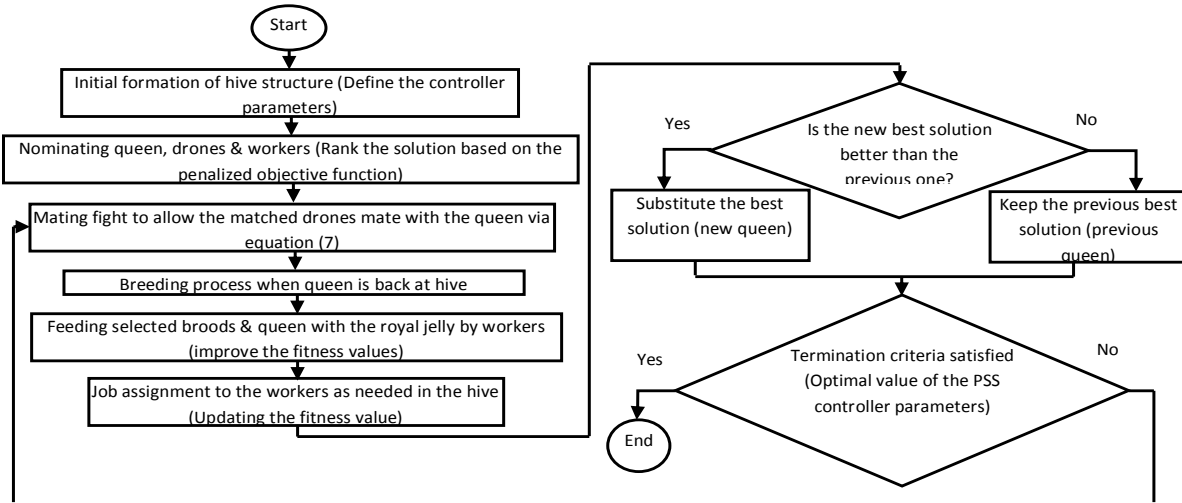 Start
Initial formation of hive structure (Define the controller
parameters)
Nominating queen, drones & workers (Rank the solution based on the
penalized objective function)
Mating fight to allow the matched drones mate with the queen via
equation (7)
Breeding process when queen is back at hive
Feeding selected broods & queen with the royal jelly by workers
(improve the fitness values)
Job assignment to the workers as needed in the hive
(Updating the fitness value)
Yes
No
Is the new best solution
better than the
previous one?
Substitute the best
solution (new queen)
Keep the previous best
solution (previous
queen)
Yes
No
Termination criteria satisfied
(Optimal value of the PSS
controller parameters)
End